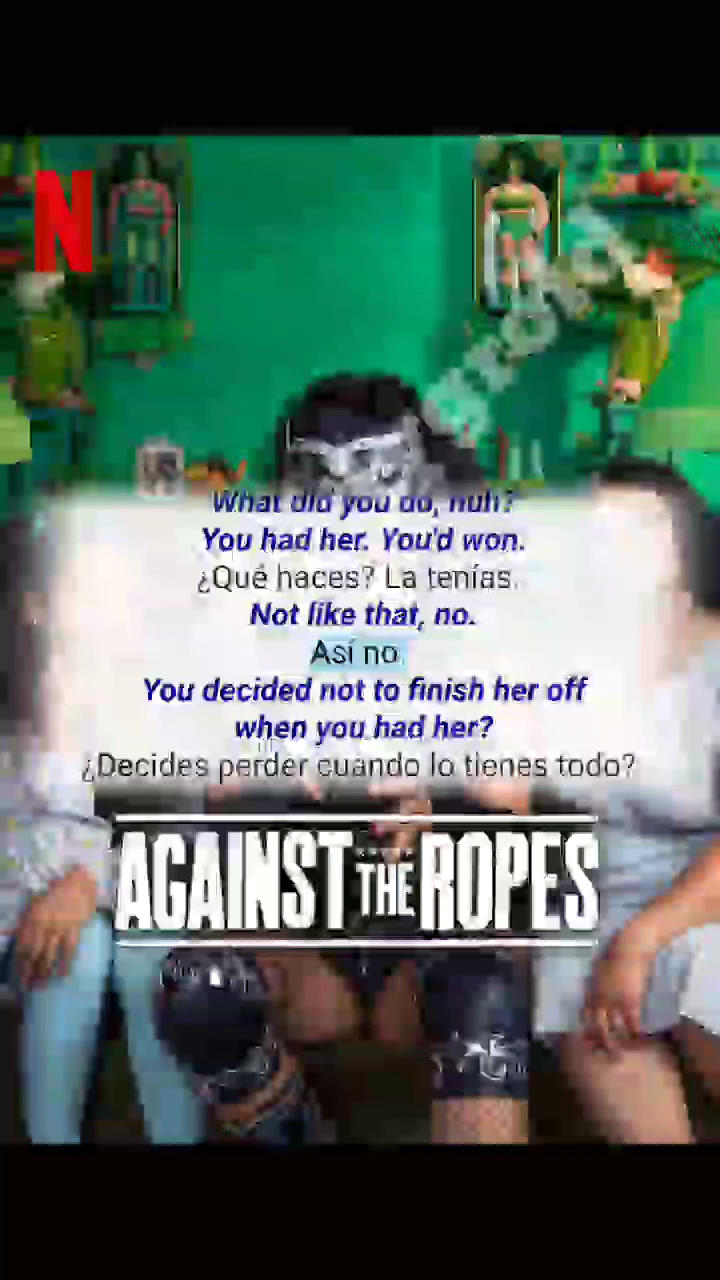 N
What did you do, huh?
You had her. You'd won.
¿Qué haces? La tenías.
Not like that, no.
Así no.
You decided not to finish her off
when you had her?
¿Decides perder cuando lo tienes todo?
AGAINST THE ROPES